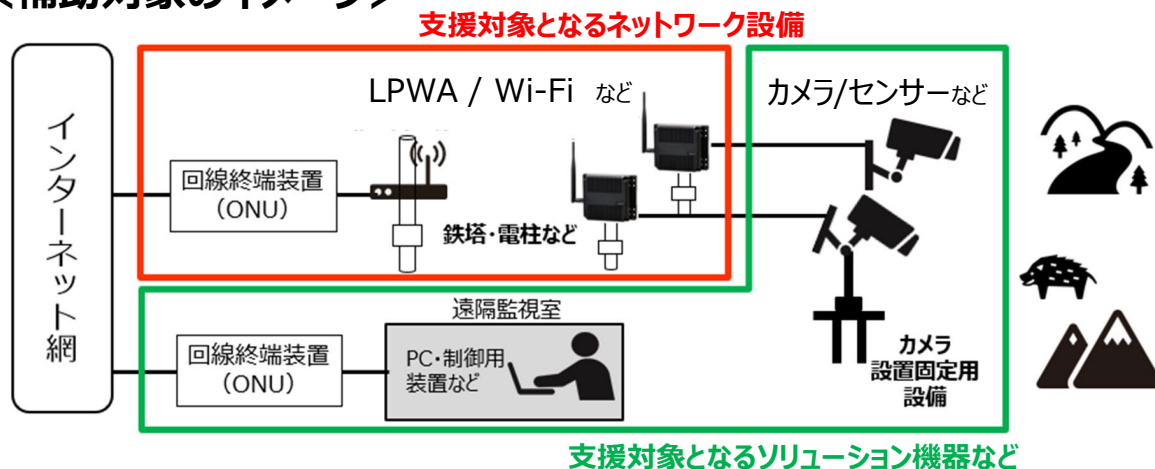 <補助対象のイメージ>
支援対象となるネットワーク設備
LPWA / Wi-Fi など
カメラ/センサーなど
インターネット網
回線終端装置
(ONU)
鉄塔・電柱など
遠隔監視室
回線終端装置
(ONU)
PC・制御用
装置など
カメラ
設置固定用
設備
支援対象となるソリューション機器など